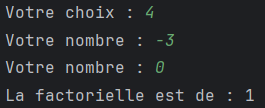 Votre choix : 4
Votre nombre : -3
Votre nombre : 0
La factorielle est de : 1